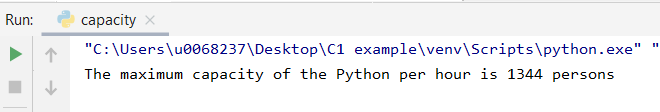 Run: capacity ×
"C:\Users\u0068237\Desktop\C1 example\venv\Scripts\python.exe" "
The maximum capacity of the Python per hour is 1344 persons